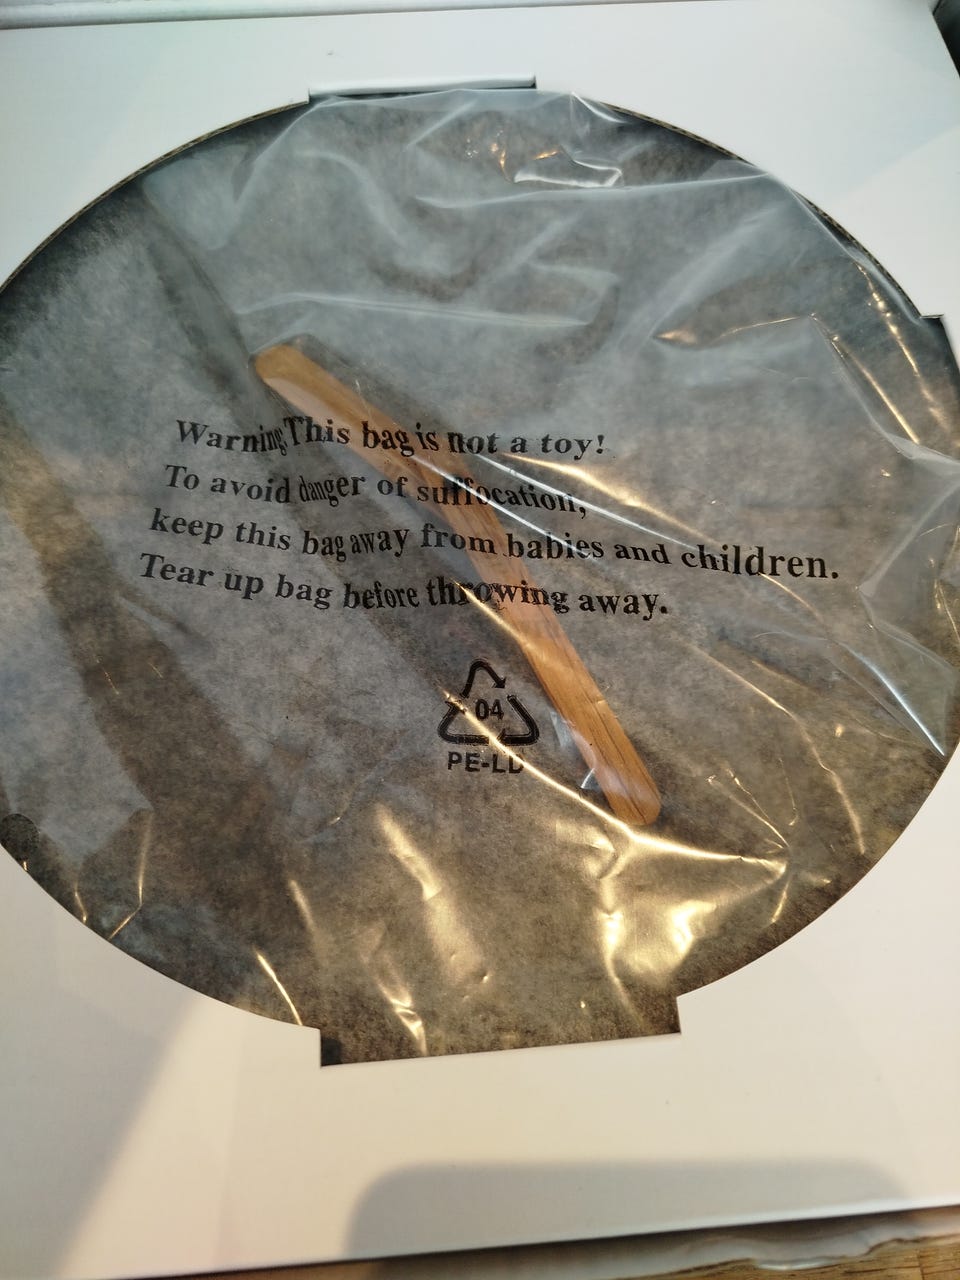 Warning,This bag is not a toy!
To avoid danger of suffocation,
keep this bag away from babies and children.
Tear up bag before throwing away.
04
PE-LD